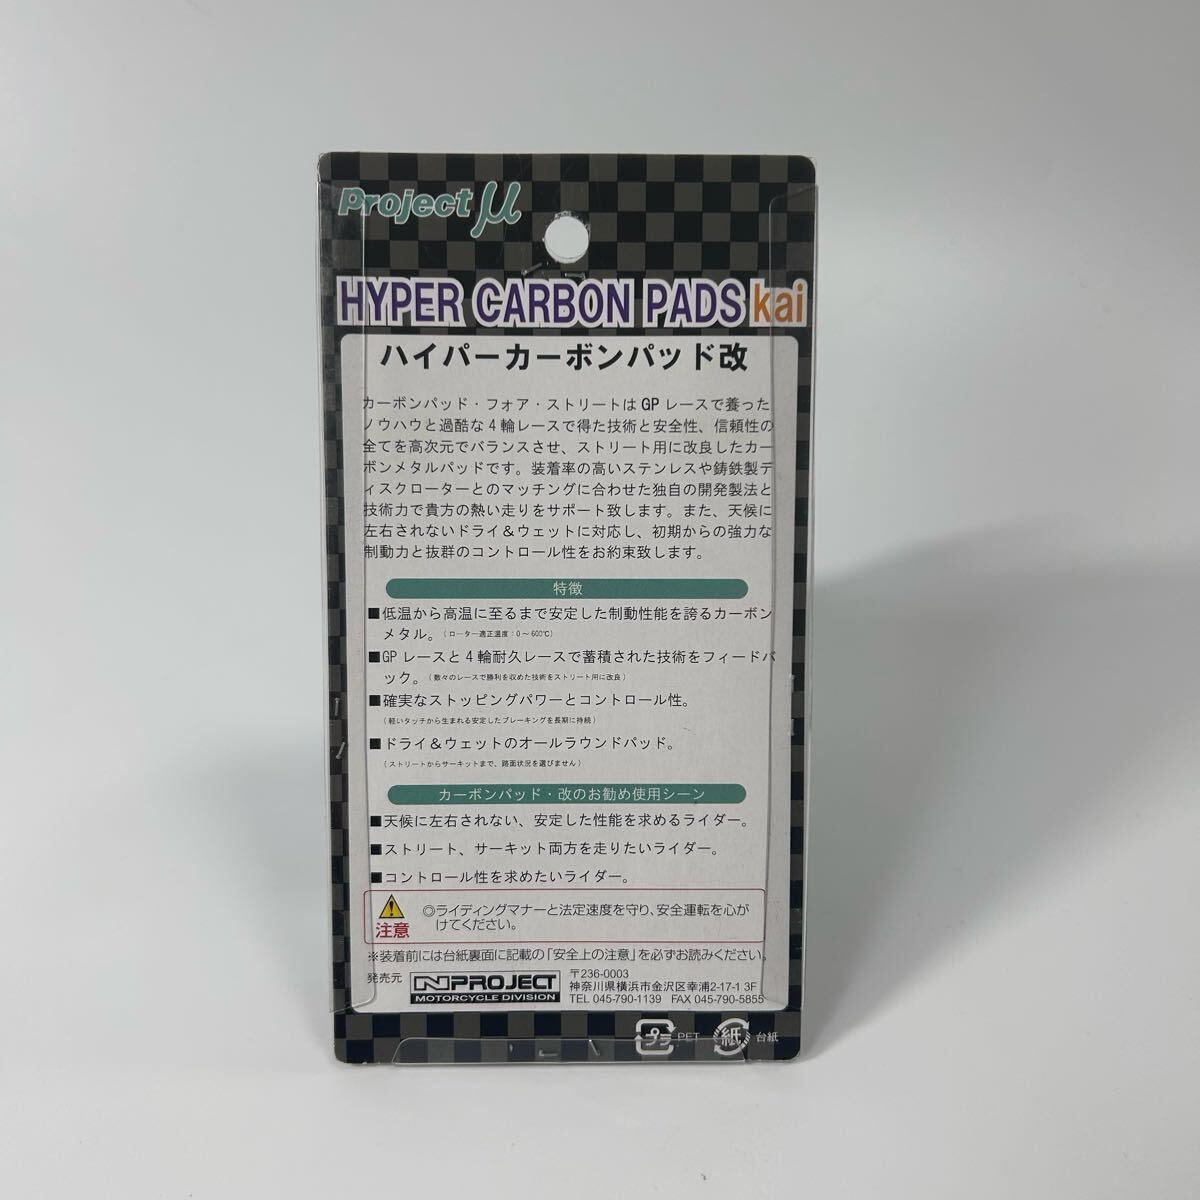 Project μ
HYPER CARBON PADS kai
ハイパーカーボンパッド改
カーボンパッド・フォア・ストリートはGPレースで養った
ノウハウと過酷な4輪レースで得た技術と安全性、信頼性の
全てを高次元でバランスさせ、ストリート用に改良したカー
ボンメタルパッドです。装着率の高いステンレスや鋳鉄製デ
ィスクローターとのマッチングに合わせた独自の開発製法と
技術力で貴方の熱い走りをサポート致します。また、天候に
左右されないドライ&ウェットに対応し、初期からの強力な
制動力と抜群のコントロール性をお約束致します。
特徴
■低温から高温に至るまで安定した制動性能を誇るカーボン
メタル。(ローター適正温度:0～600℃)
■GPレースと4輪耐久レースで蓄積された技術をフィードバ
ック。(数々のレースで勝利を収めた技術をストリート用に改良)
■確実なストッピングパワーとコントロール性。
(軽いタッチから生まれる安定したブレーキングを長期に持続)
■ドライ&ウェットのオールラウンドパッド。
(ストリートからサーキットまで、路面状況を選びません)
カーボンパッド・改のお勧め使用シーン
■天候に左右されない、安定した性能を求めるライダー。
■ストリート、サーキット両方を走りたいライダー。
■コントロール性を求めたいライダー。
注意
◎ライディングマナーと法定速度を守り、安全運転を心が
けてください。
※装着前には台紙裏面に記載の「安全上の注意」を必ずお読みください。
発売元
NPROJECT
MOTORCYCLE DIVISION
〒236-0003
神奈川県横浜市金沢区幸浦2-17-1 3F
TEL 045-790-1139 FAX 045-790-5855
プラ PET 紙 台紙